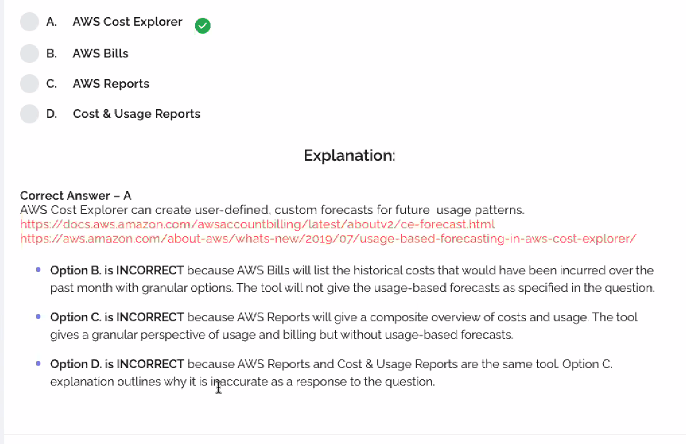 A. AWS Cost Explorer
B. AWS Bills
C. AWS Reports
D. Cost & Usage Reports
Explanation:
Correct Answer – A
AWS Cost Explorer can create user-defined, custom forecasts for future usage patterns.
https://docs.aws.amazon.com/awsaccountbilling/latest/aboutv2/ce-forecast.html
https://aws.amazon.com/about-aws/whats-new/2019/07/usage-based-forecasting-in-aws-cost-explorer/
Option B. is INCORRECT because AWS Bills will list the historical costs that would have been incurred over the
past month with granular options. The tool will not give the usage-based forecasts as specified in the question.
Option C. is INCORRECT because AWS Reports will give a composite overview of costs and usage. The tool
gives a granular perspective of usage and billing but without usage-based forecasts.
Option D. is INCORRECT because AWS Reports and Cost & Usage Reports are the same tool. Option C.
explanation outlines why it is inaccurate as a response to the question.